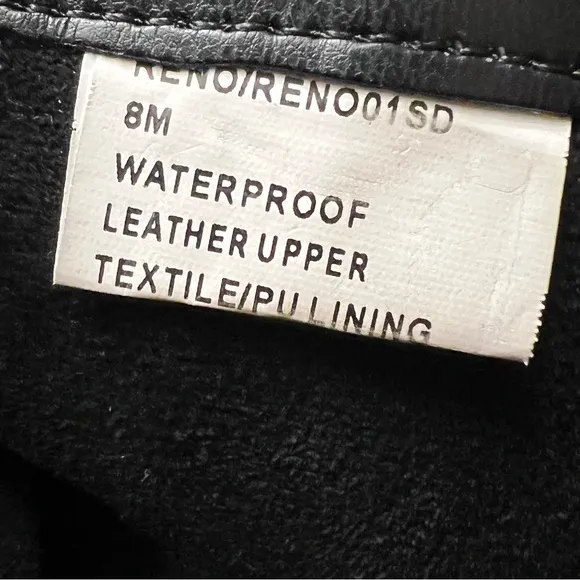 RENO/RENO01SD
8M
WATERPROOF
LEATHER UPPER
TEXTILE/PU LINING